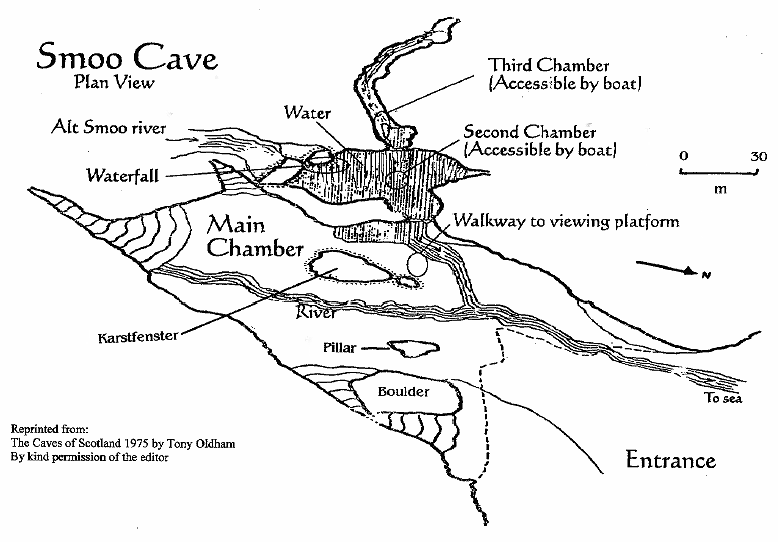 Smoo Cave
Plan View
Third Chamber
(Accessible by boat)
Water
Alt Smoo river
Second Chamber
(Accessible by boat)
0 30
m
Waterfall
Walkway to viewing platform
Main
Chamber
N
River
Karstfenster
Pillar
Boulder
To sea
Reprinted from:
The Caves of Scotland 1975 by Tony Oldham
By kind permission of the editor
Entrance